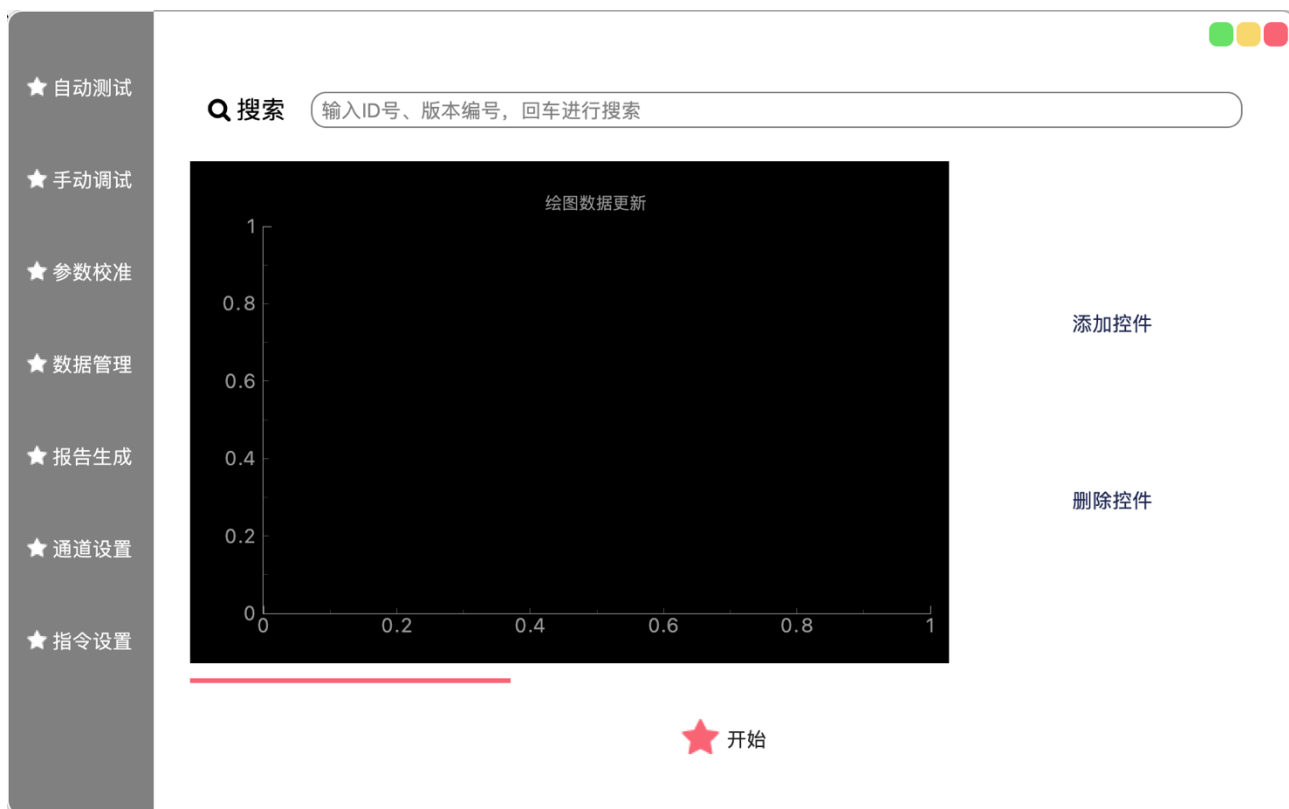 自动测试
手动调试
参数校准
数据管理
报告生成
通道设置
指令设置
搜索
输入ID号、版本编号，回车进行搜索
绘图数据更新
1
0.8
0.6
0.4
0.2
0
0 0.2 0.4 0.6 0.8 1
添加控件
删除控件
开始